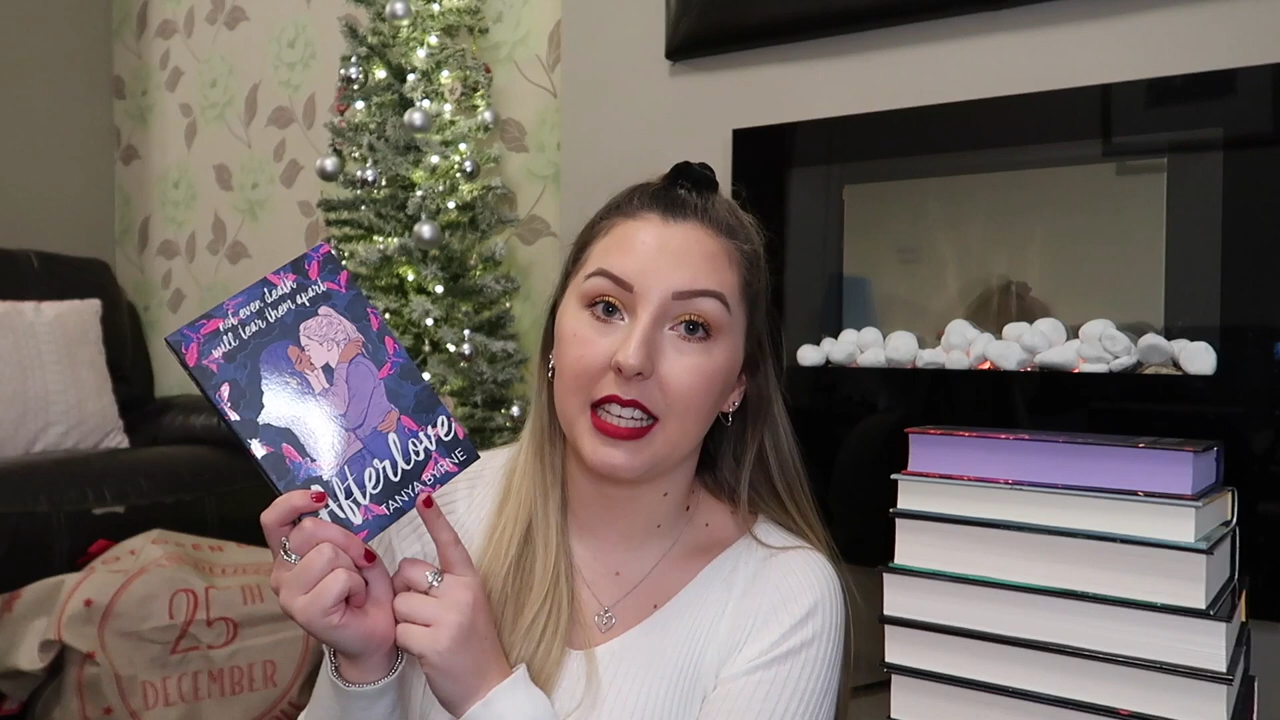 not even death
will tear them apart
Afterlove
TANYA BYRNE
25TH
DECEMBER